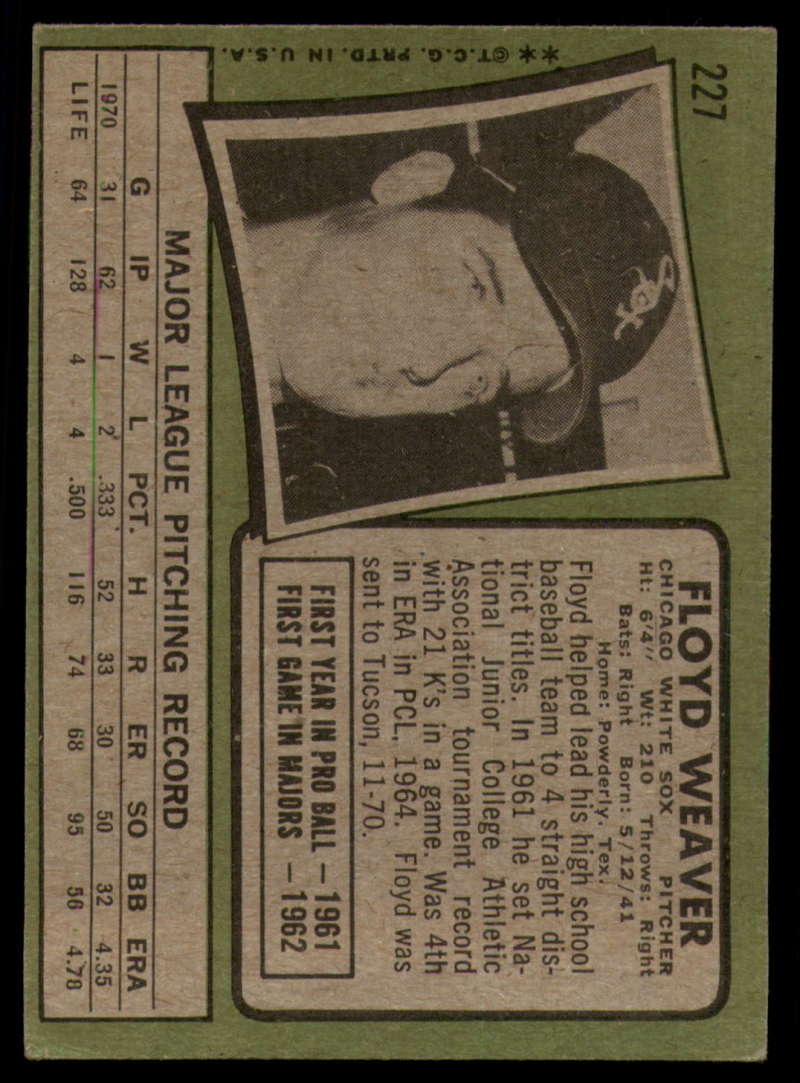 227
FLOYD WEAVER
CHICAGO WHITE SOX PITCHER
Ht: 6'4" Wt: 210 Throws: Right
Bats: Right Born: 5/12/41
Home: Powderly, Tex.
Floyd helped lead his high school
baseball team to 4 straight dis-
trict titles. In 1961 he set Na-
tional Junior College Athletic
Association tournament record
with 21 K's in a game. Was 4th
in ERA in PCL, 1964. Floyd was
sent to Tucson, 11-70.
FIRST YEAR IN PRO BALL — 1961
FIRST GAME IN MAJORS — 1962
MAJOR LEAGUE PITCHING RECORD
G IP W L PCT. H R ER SO BB ERA
1970 31 62 1 2 .333 52 33 30 50 32 4.35
LIFE 64 128 4 4 .500 116 74 68 95 56 4.78
**©T.C.G. PRTD. IN U.S.A.